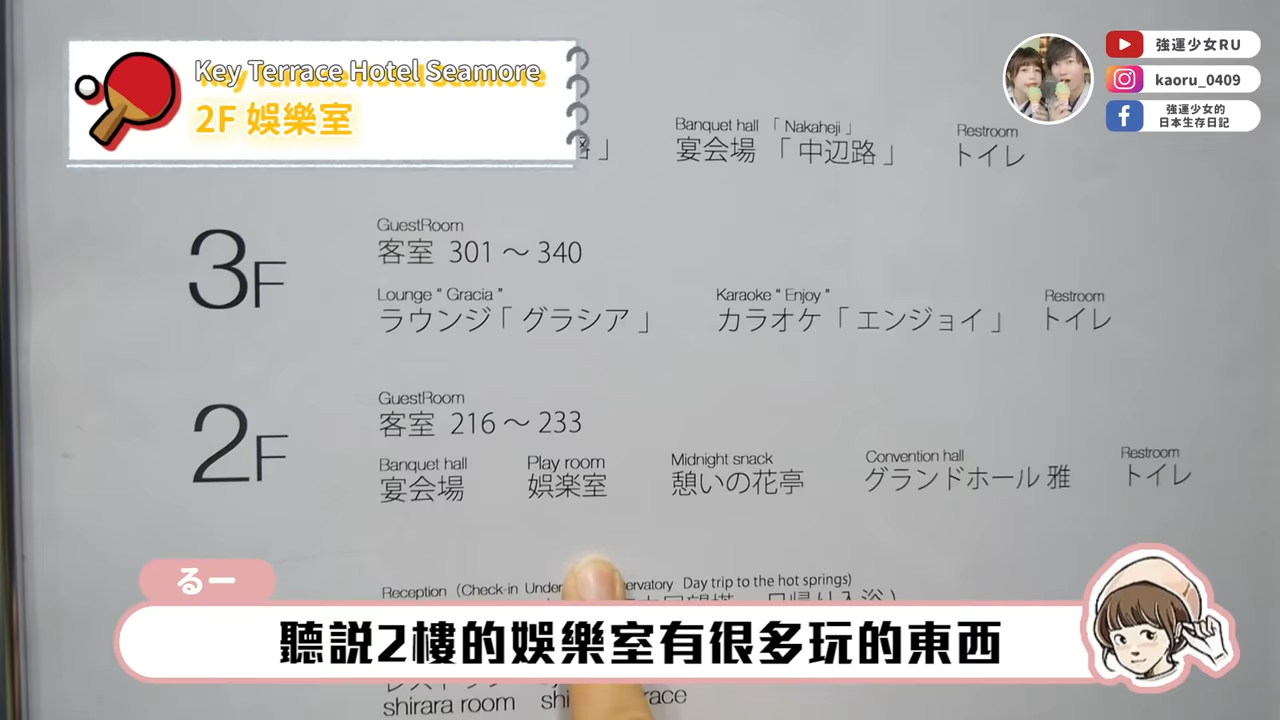 Key Terrace Hotel Seamore
2F 娛樂室
強運少女RU
kaoru_0409
強運少女的
日本生存日記
Banquet hall 「 Nakaheji 」
宴会場 「 中辺路 」
Restroom
トイレ
3F
GuestRoom
客室 301 〜 340
Lounge " Gracia "
ラウンジ「 グラシア 」
Karaoke " Enjoy "
カラオケ「 エンジョイ 」
Restroom
トイレ
2F
GuestRoom
客室 216 〜 233
Banquet hall
宴会場
Play room
娯楽室
Midnight snack
憩いの花亭
Convention hall
グランドホール 雅
Restroom
トイレ
Reception（Check-in Under ervatory Day trip to the hot springs)
るー
聽説2樓的娛樂室有很多玩的東西
shirara room shi race